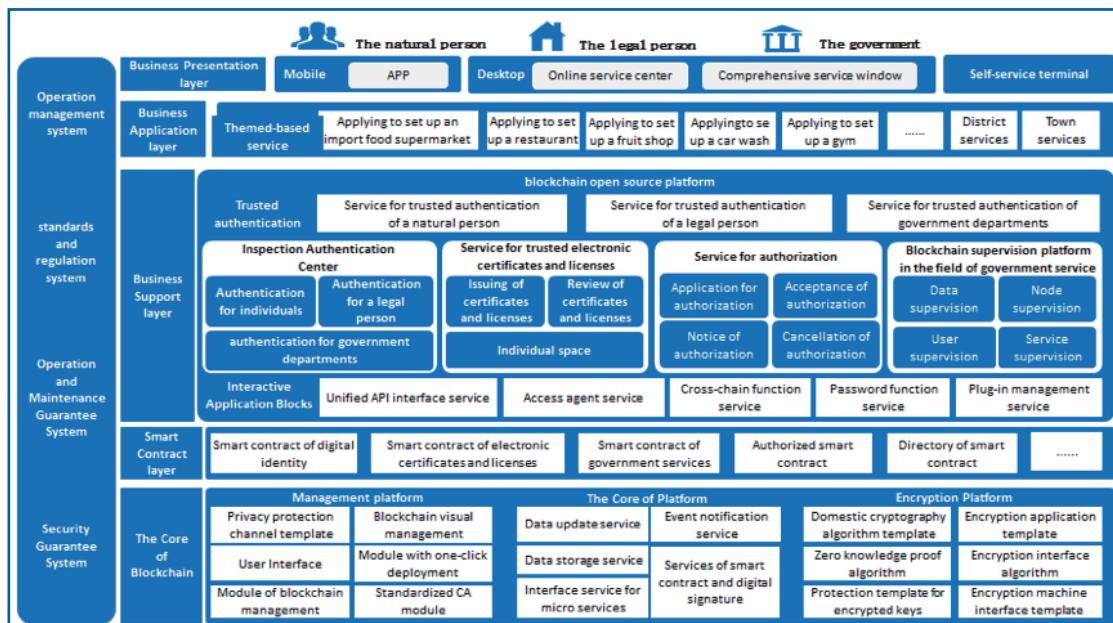 The natural person
The legal person
The government
Operation
management
system
standards
and
regulation
system
Operation
and
Maintenance
Guarantee
System
Security
Guarantee
System
Business Presentation
layer
Mobile
APP
Desktop
Online service center
Comprehensive service window
Self-service terminal
Business
Application
layer
Themed-based
service
Applying to set up an
import food supermarket
Applying to set
up a restaurant
Applying to set
up a fruit shop
Applyingto se
up a car wash
Applying to set
up a gym
......
District
services
Town
services
Business
Support
layer
blockchain open source platform
Trusted
authentication
Service for trusted authentication
of a natural person
Service for trusted authentication
of a legal person
Service for trusted authentication of
government departments
Inspection Authentication
Center
Authentication
for individuals
Authentication
for a legal
person
authentication for government
departments
Service for trusted electronic
certificates and licenses
Issuing of
certificates
and licenses
Review of
certificates
and licenses
Individual space
Service for authorization
Application for
authorization
Acceptance of
authorization
Notice of
authorization
Cancellation of
authorization
Blockchain supervision platform
in the field of government service
Data
supervision
Node
supervision
User
supervision
Service
supervision
Interactive
Application Blocks
Unified API interface service
Access agent service
Cross-chain function
service
Password function
service
Plug-in management
service
Smart
Contract
layer
Smart contract of digital
identity
Smart contract of electronic
certificates and licenses
Smart contract of
government services
Authorized smart
contract
Directory of smart
contract
......
The Core
of
Blockchain
Management platform
Privacy protection
channel template
Blockchain visual
management
User Interface
Module with one-click
deployment
Module of blockchain
management
Standardized CA
module
The Core of Platform
Data update service
Event notification
service
Data storage service
Services of smart
contract and digital
signature
Interface service for
micro services
Encryption Platform
Domestic cryptography
algorithm template
Encryption application
template
Zero knowledge proof
algorithm
Encryption interface
algorithm
Protection template for
encrypted keys
Encryption machine
interface template